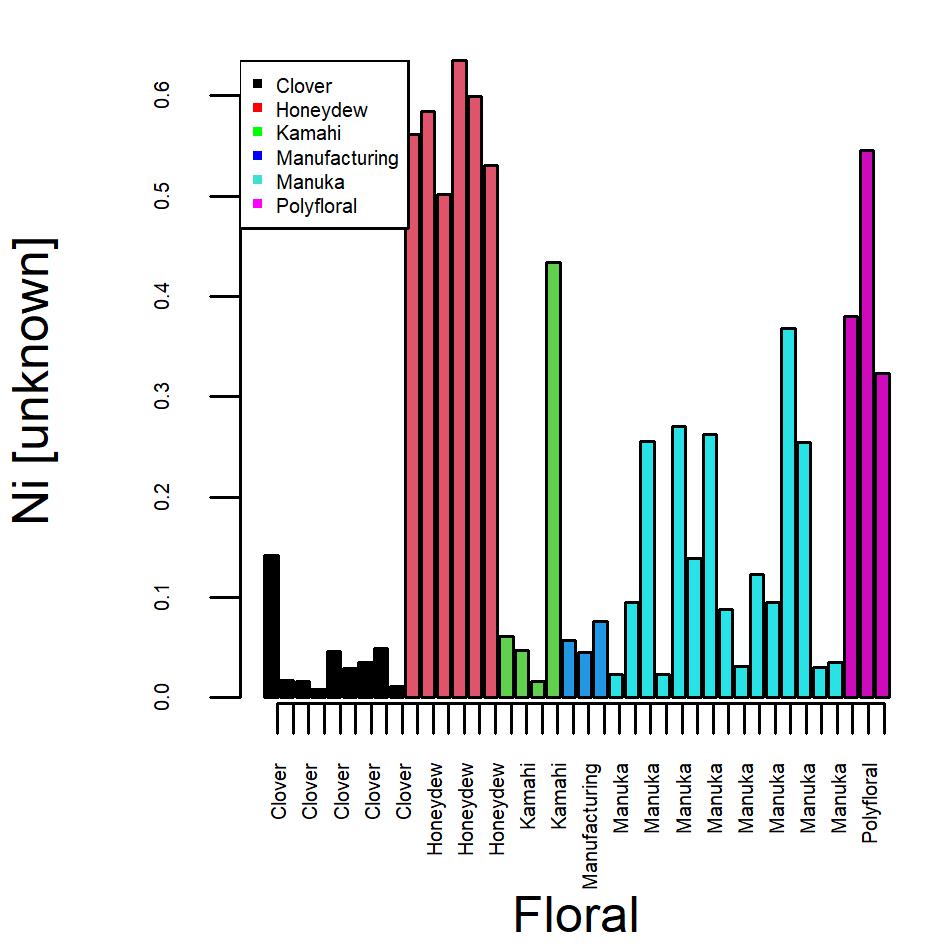 Clover
Honeydew
Kamahi
Manufacturing
Manuka
Polyfloral
Ni [unknown]
0.6
0.5
0.4
0.3
0.2
0.1
0.0
Clover
Clover
Clover
Clover
Clover
Honeydew
Honeydew
Honeydew
Kamahi
Kamahi
Manufacturing
Manuka
Manuka
Manuka
Manuka
Manuka
Manuka
Manuka
Manuka
Polyfloral
Floral